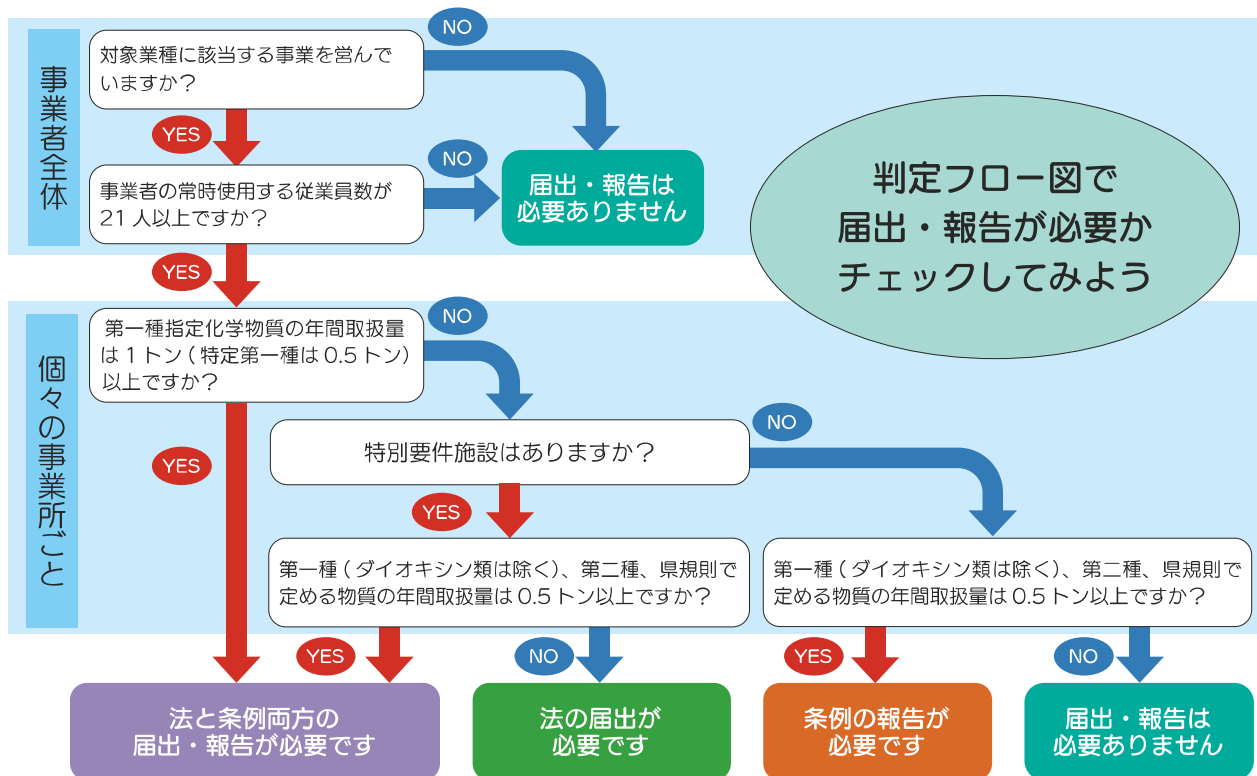 判定フロー図で
届出・報告が必要か
チェックしてみよう
事業者全体
対象業種に該当する事業を営んで
いますか？
NO
YES
事業者の常時使用する従業員数が
21人以上ですか？
NO
届出・報告は
必要ありません
YES
個々の事業所ごと
第一種指定化学物質の年間取扱量
は１トン（特定第一種は0.5トン）
以上ですか？
NO
YES
特別要件施設はありますか？
NO
YES
第一種（ダイオキシン類は除く）、第二種、県規則で
定める物質の年間取扱量は0.5トン以上ですか？
第一種（ダイオキシン類は除く）、第二種、県規則で
定める物質の年間取扱量は0.5トン以上ですか？
YES
NO
YES
NO
法と条例両方の
届出・報告が必要です
法の届出が
必要です
条例の報告が
必要です
届出・報告は
必要ありません